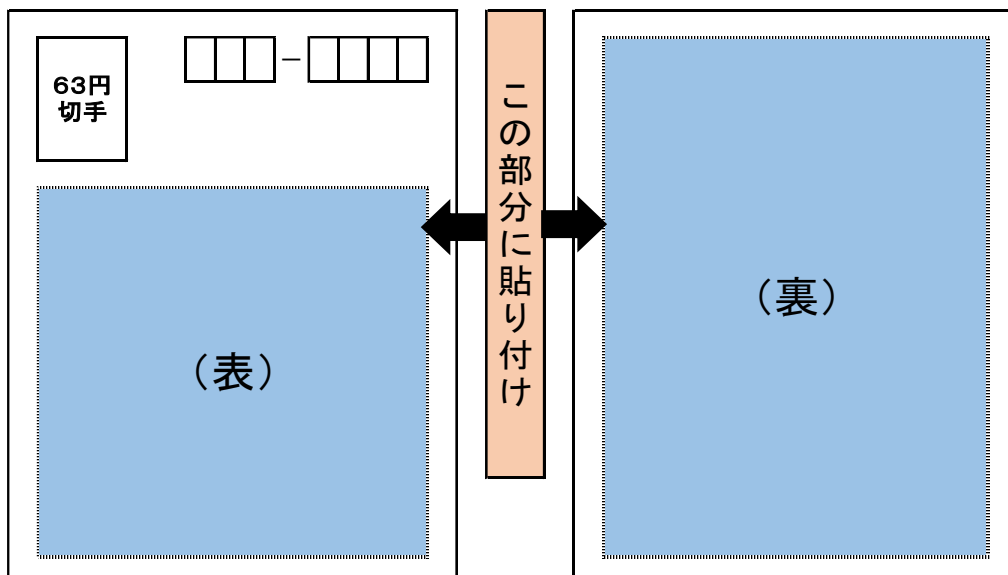 63円
切手
－
（表）
この部分に貼り付け
（裏）